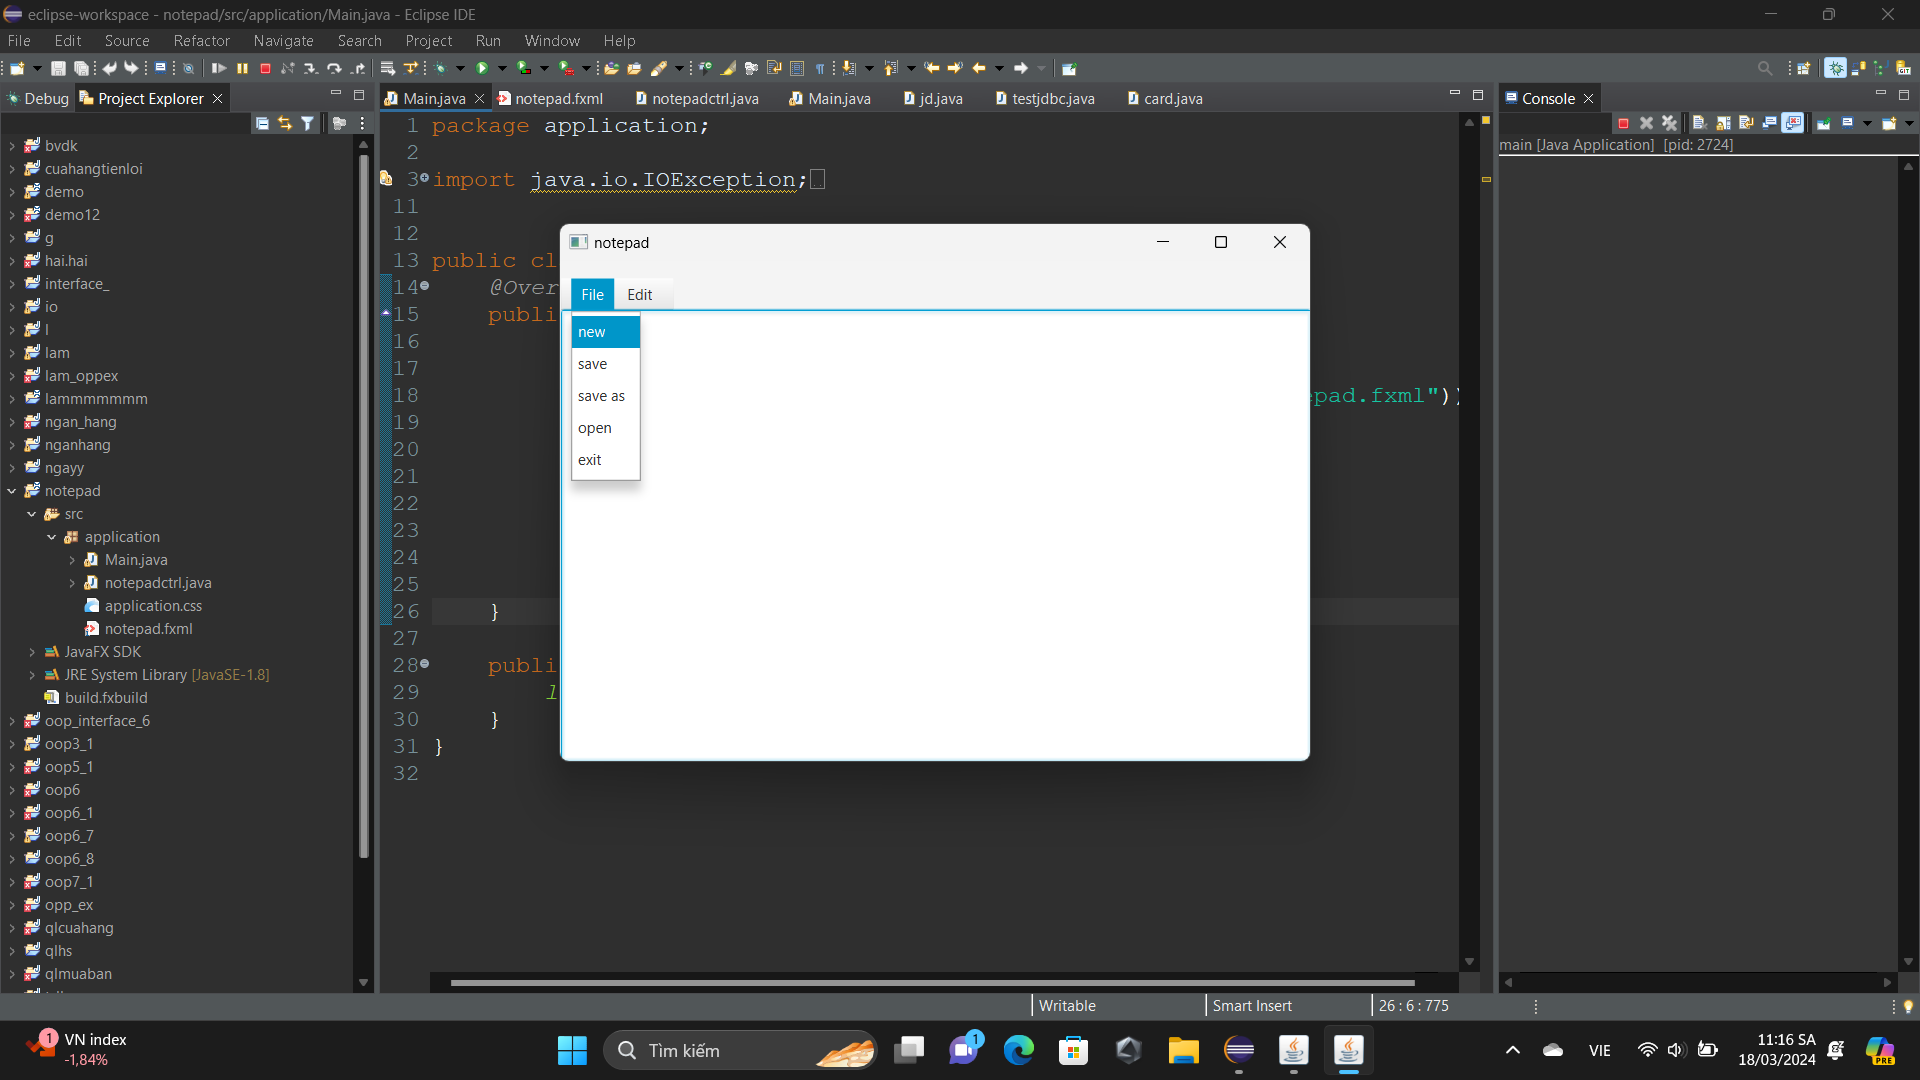 eclipse-workspace - notepad/src/application/Main.java - Eclipse IDE
File Edit Source Refactor Navigate Search Project Run Window Help
Debug Project Explorer
Main.java notepad.fxml notepadctrl.java Main.java jd.java testjdbc.java card.java
Console
main [Java Application] [pid: 2724]
bvdk
cuahangtienloi
demo
demo12
g
hai.hai
interface_
io
l
lam
lam_oppex
lammmmmmm
ngan_hang
nganhang
ngayy
notepad
src
application
Main.java
notepadctrl.java
application.css
notepad.fxml
JavaFX SDK
JRE System Library [JavaSE-1.8]
build.fxbuild
oop_interface_6
oop3_1
oop5_1
oop6
oop6_1
oop6_7
oop6_8
oop7_1
opp_ex
qlcuahang
qlhs
qlmuaban
1 package application;
2
3 import java.io.IOException;
11
12
13 public cl
14 @Over
15 publi
16
17
18 pad.fxml"))
19
20
21
22
23
24
25
26 }
27
28 publi
29 l
30 }
31 }
32
notepad
File Edit
new
save
save as
open
exit
Writable Smart Insert 26 : 6 : 775
1 VN index
-1,84%
Tìm kiếm
1
VIE
11:16 SA
18/03/2024
PRE